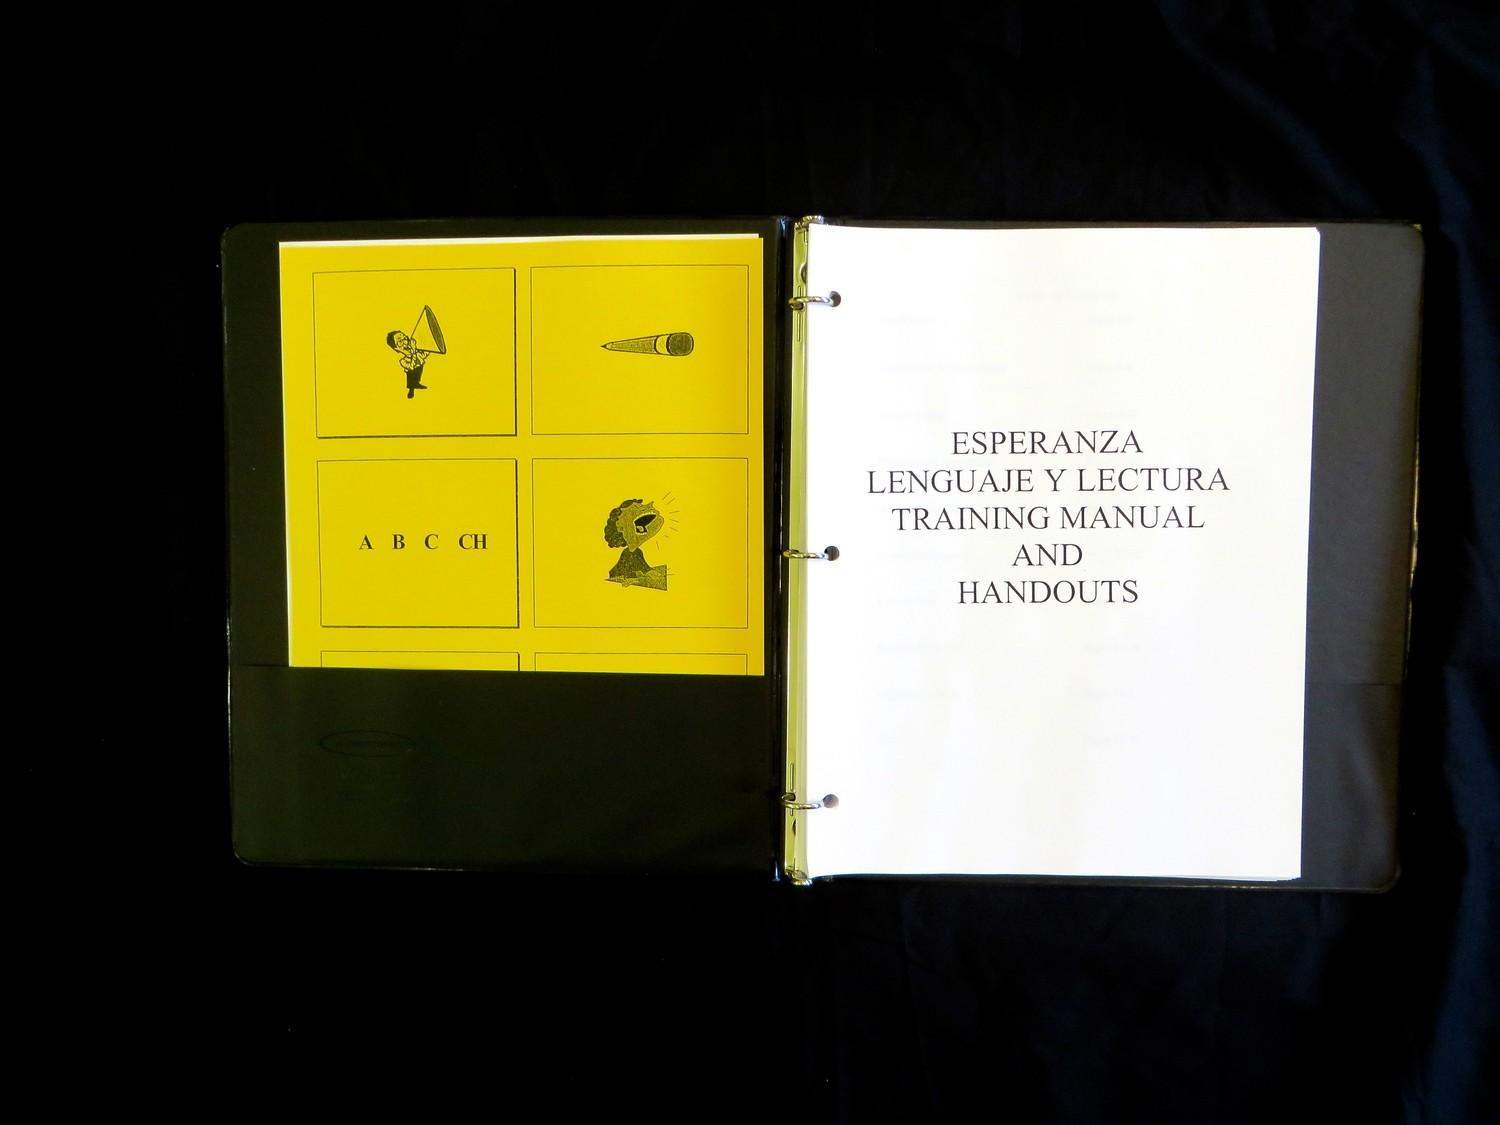 A B C CH
ESPERANZA
LENGUAJE Y LECTURA
TRAINING MANUAL
AND
HANDOUTS